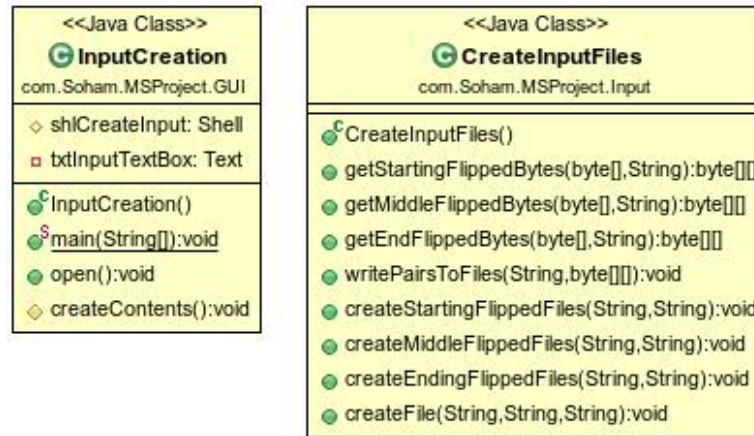 <<Java Class>>
InputCreation
com.Soham.MSProject.GUI
shlCreateInput: Shell
txtInputTextBox: Text
InputCreation()
main(String[]):void
open():void
createContents():void
<<Java Class>>
CreateInputFiles
com.Soham.MSProject.Input
CreateInputFiles()
getStartingFlippedBytes(byte[],String):byte[][]
getMiddleFlippedBytes(byte[],String):byte[][]
getEndFlippedBytes(byte[],String):byte[][]
writePairsToFiles(String,byte[][]):void
createStartingFlippedFiles(String,String):void
createMiddleFlippedFiles(String,String):void
createEndingFlippedFiles(String,String):void
createFile(String,String,String):void